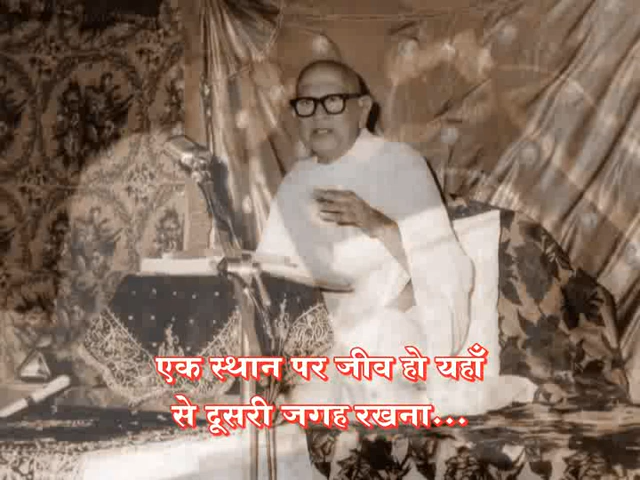 एक स्थान पर जीव हो यहाँ
से दूसरी जगह रखना...